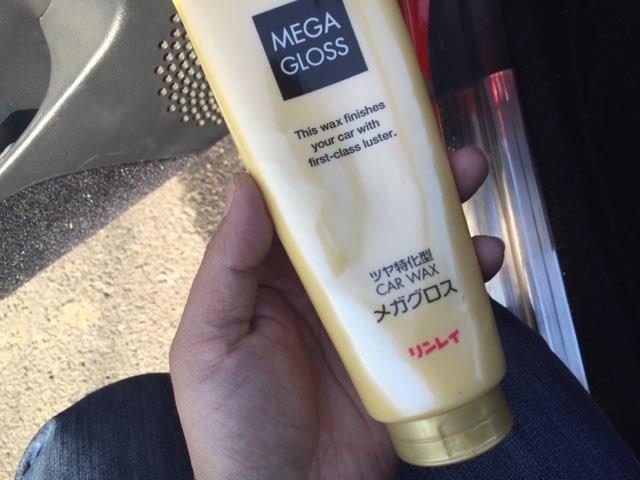 MEGA
GLOSS
This wax finishes
your car with
first-class luster.
ツヤ特化型
CAR WAX
メガグロス
リンレイ